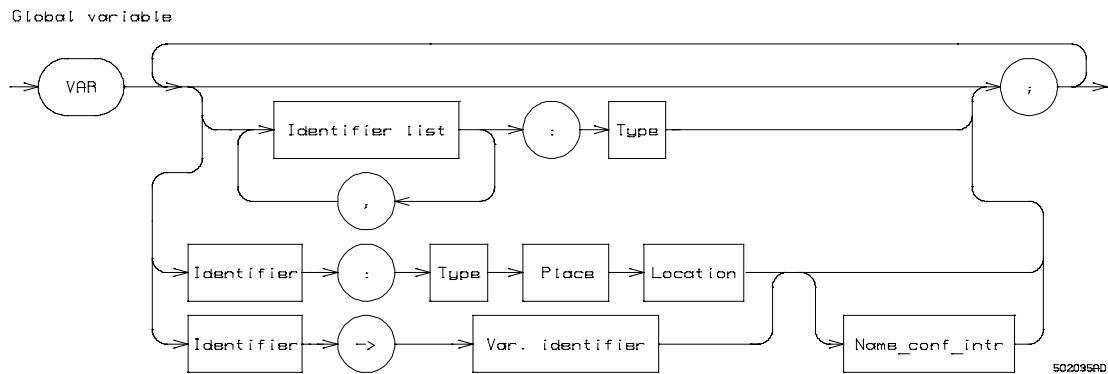 Global variable
VAR
;
Identifier list
:
Type
,
Identifier
:
Type
Place
Location
Identifier
->
Var. identifier
Name_conf_intr
502095AD